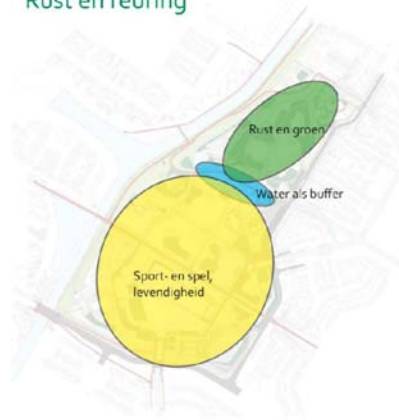 Rust en reuring
Rust en groen
Water als buffer
Sport- en spel,
levendigheid